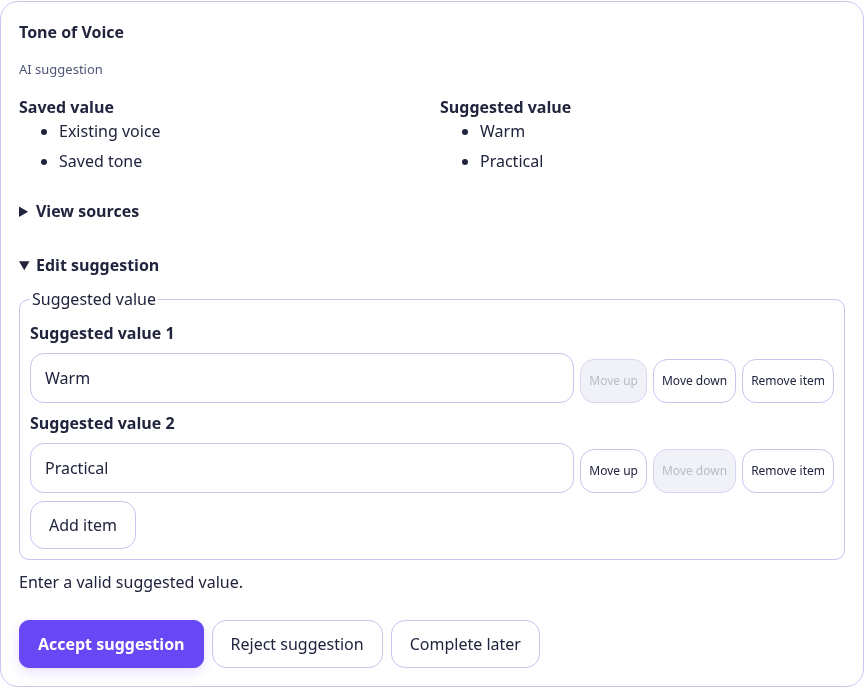 Tone of Voice
AI suggestion
Saved value
Existing voice
Saved tone
Suggested value
Warm
Practical
View sources
Edit suggestion
Suggested value
Suggested value 1
Warm
Move up
Move down
Remove item
Suggested value 2
Practical
Move up
Move down
Remove item
Add item
Enter a valid suggested value.
Accept suggestion
Reject suggestion
Complete later